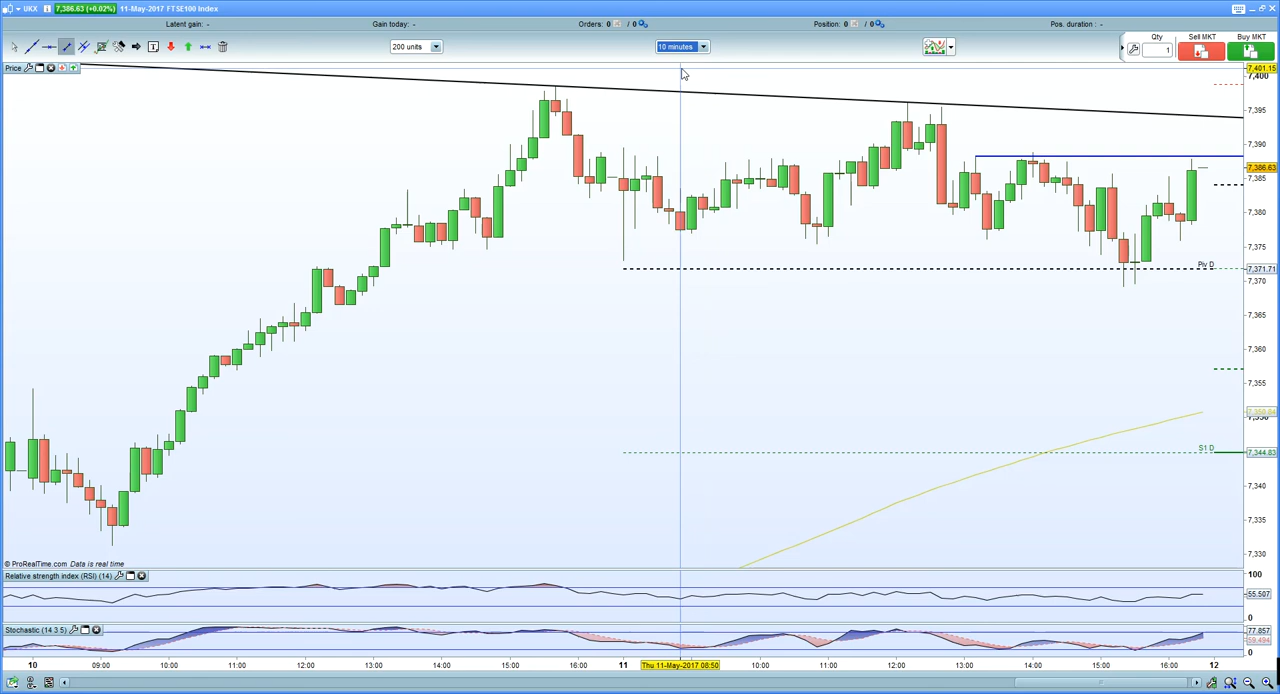 UKX 7,386.63 (+0.02%) 11-May-2017 FTSE100 Index
Latent gain: - Gain today: - Orders: 0 / 0 Position: 0 / 0 Pos. duration : -
200 units 10 minutes Qty Sell MKT Buy MKT
1
Price
7,401.15
7,400
7,395
7,390
7,386.63
7,385
7,380
7,375
Piv D
7,371.71
7,370
7,365
7,360
7,355
7,350
S1 D
7,344.83
7,340
7,335
7,330
© ProRealTime.com Data is real time
Relative strength index (RSI) (14)
100
55.507
0
Stochastic (14 3 5)
77.857
59.494
0
10 09:00 10:00 11:00 12:00 13:00 14:00 15:00 16:00 11 Thu 11-May-2017 08:50 10:00 11:00 12:00 13:00 14:00 15:00 16:00 12